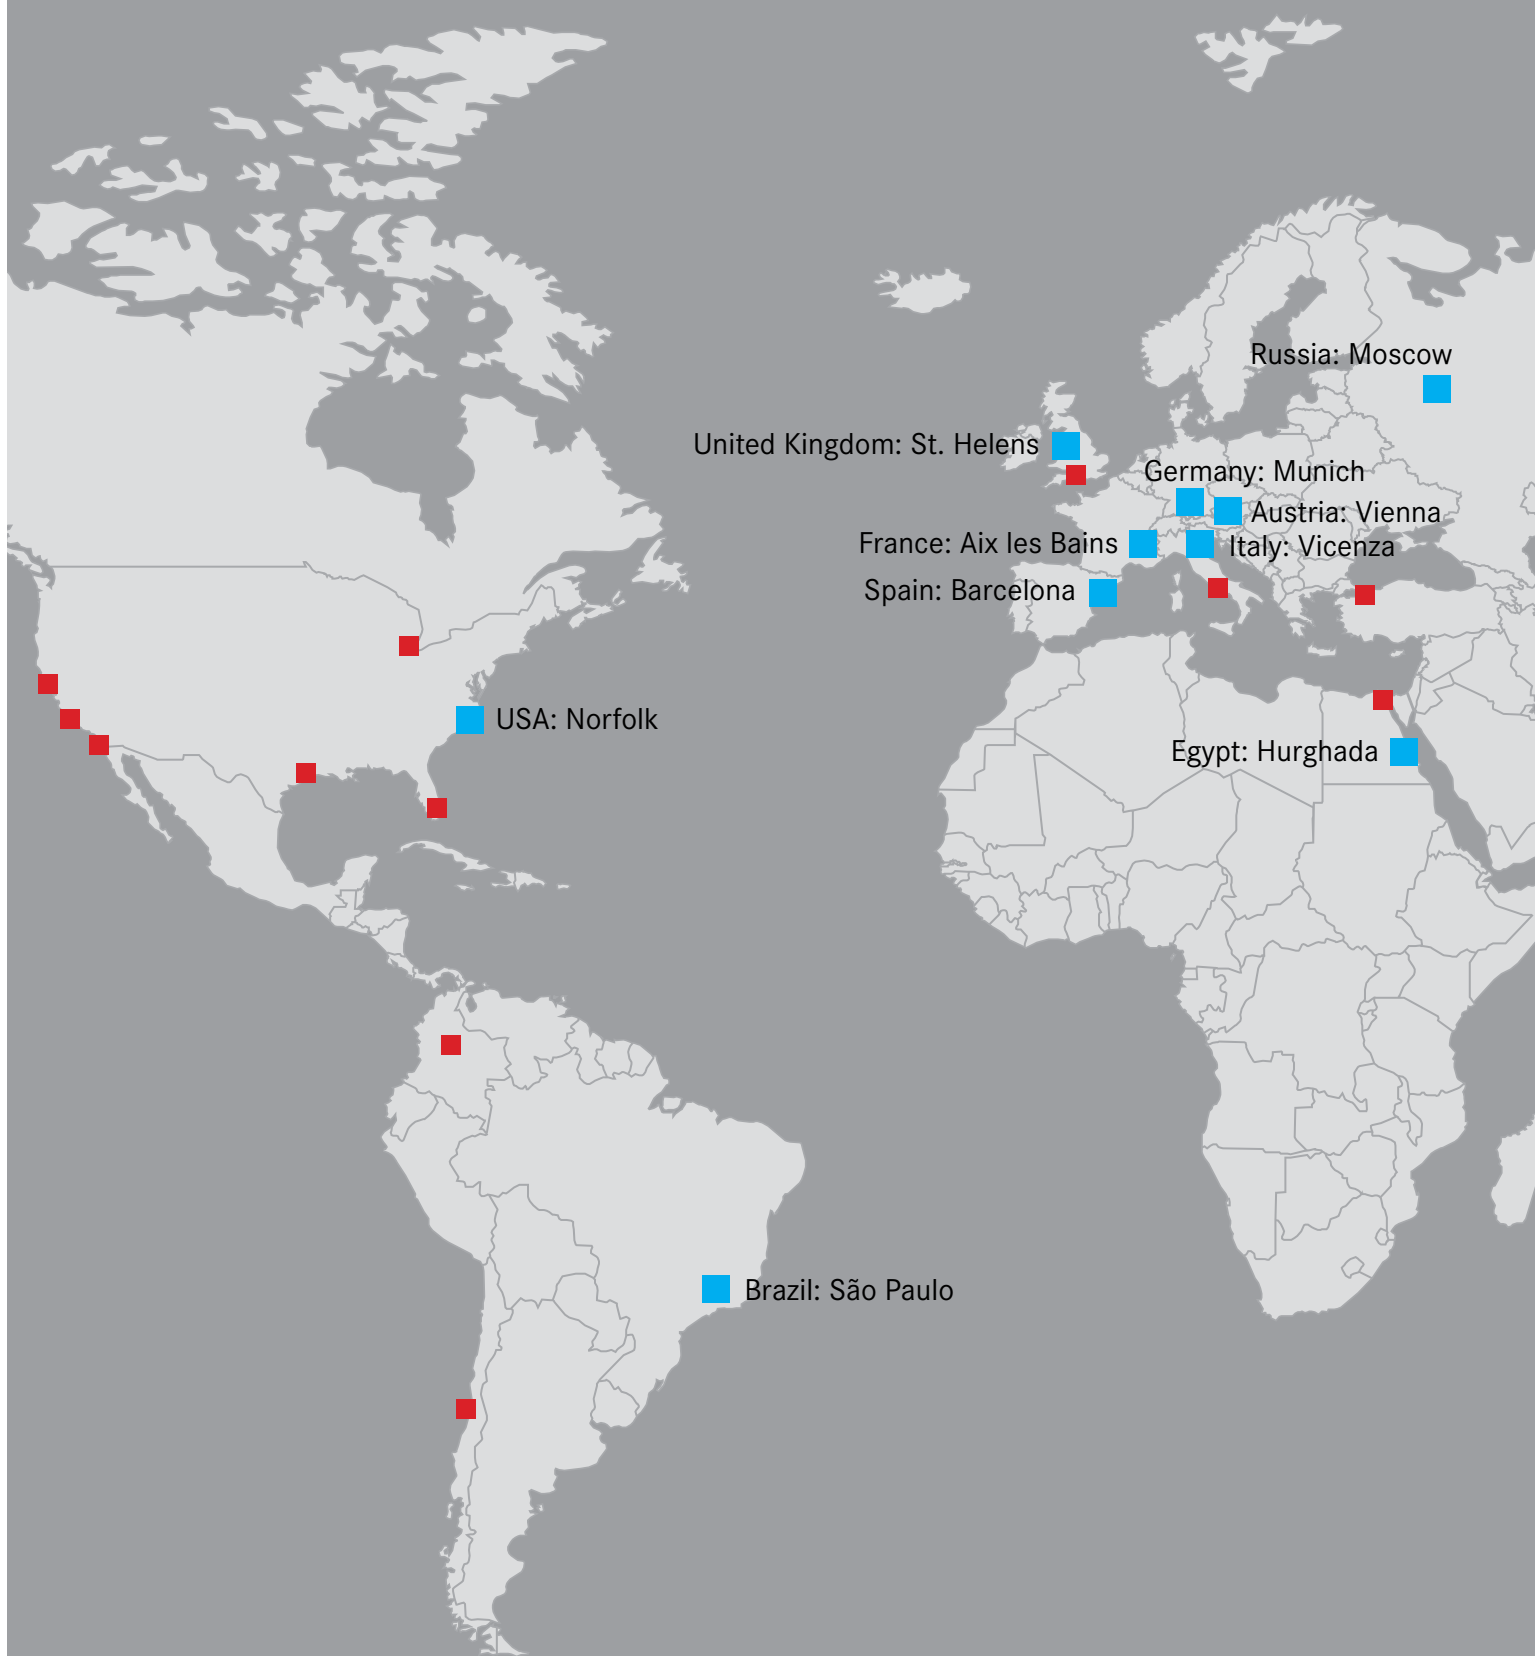 Russia: Moscow
United Kingdom: St. Helens
Germany: Munich
Austria: Vienna
France: Aix les Bains
Italy: Vicenza
Spain: Barcelona
USA: Norfolk
Egypt: Hurghada
Brazil: São Paulo